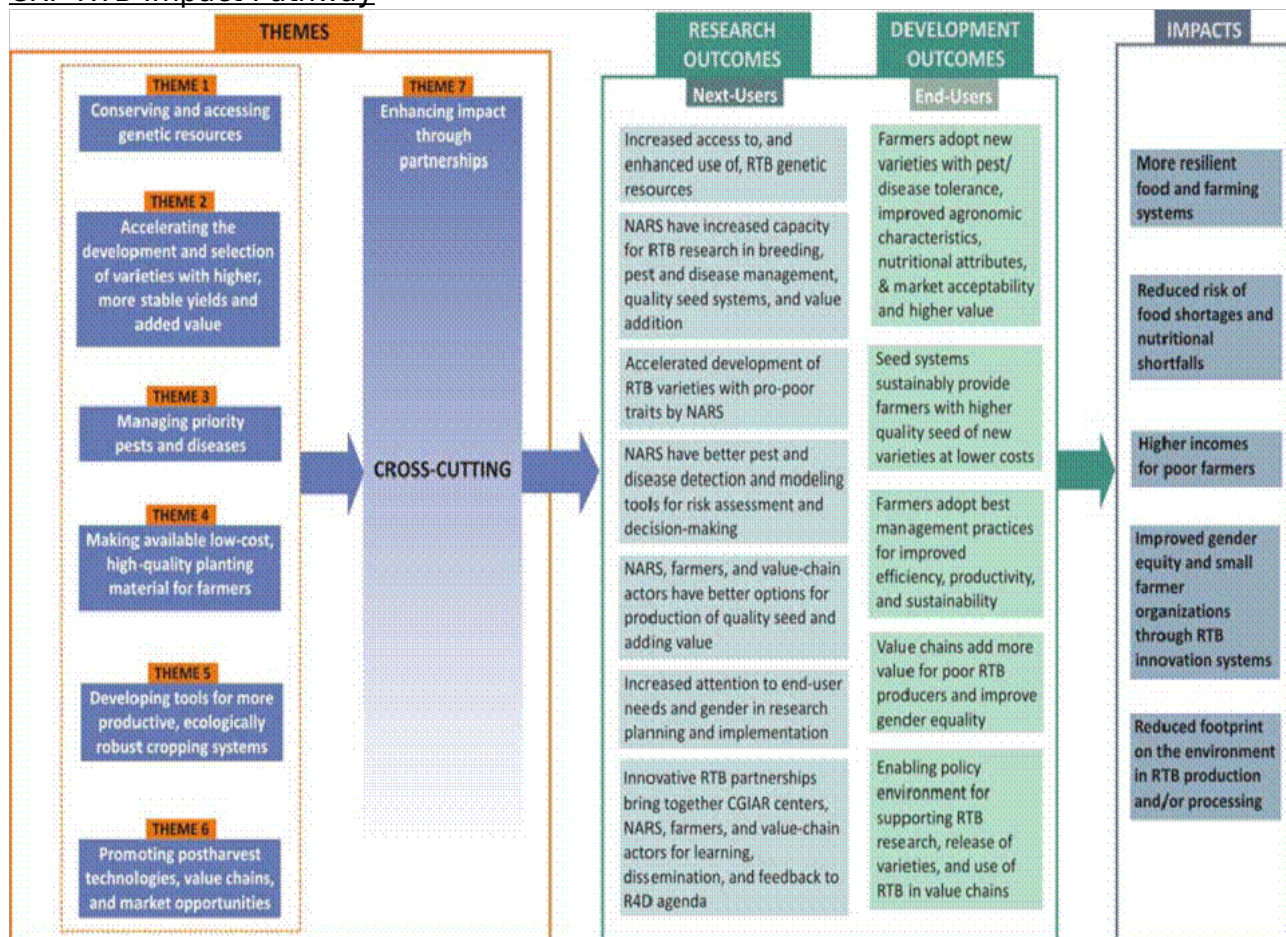 CRP RTB Impact Pathway
THEMES
THEME 1
Conserving and accessing
genetic resources
THEME 2
Accelerating the
development and selection
of varieties with higher,
more stable yields and
added value
THEME 3
Managing priority
pests and diseases
THEME 4
Making available low-cost,
high-quality planting
material for farmers
THEME 5
Developing tools for more
productive, ecologically
robust cropping systems
THEME 6
Promoting postharvest
technologies, value chains,
and market opportunities
THEME 7
Enhancing impact
through
partnerships
CROSS-CUTTING
RESEARCH
OUTCOMES
Next-Users
Increased access to, and
enhanced use of, RTB genetic
resources
NARS have increased capacity
for RTB research in breeding,
pest and disease management,
quality seed systems, and value
addition
Accelerated development of
RTB varieties with pro-poor
traits by NARS
NARS have better pest and
disease detection and modeling
tools for risk assessment and
decision-making
NARS, farmers, and value-chain
actors have better options for
production of quality seed and
adding value
Increased attention to end-user
needs and gender in research
planning and implementation
Innovative RTB partnerships
bring together CGIAR centers,
NARS, farmers, and value-chain
actors for learning,
dissemination, and feedback to
R4D agenda
DEVELOPMENT
OUTCOMES
End-Users
Farmers adopt new
varieties with pest/
disease tolerance,
improved agronomic
characteristics,
nutritional attributes,
& market acceptability
and higher value
Seed systems
sustainably provide
farmers with higher
quality seed of new
varieties at lower costs
Farmers adopt best
management practices
for improved
efficiency, productivity,
and sustainability
Value chains add more
value for poor RTB
producers and improve
gender equality
Enabling policy
environment for
supporting RTB
research, release of
varieties, and use of
RTB in value chains
IMPACTS
More resilient
food and farming
systems
Reduced risk of
food shortages and
nutritional
shortfalls
Higher incomes
for poor farmers
Improved gender
equity and small
farmer
organizations
through RTB
innovation systems
Reduced footprint
on the environment
in RTB production
and/or processing